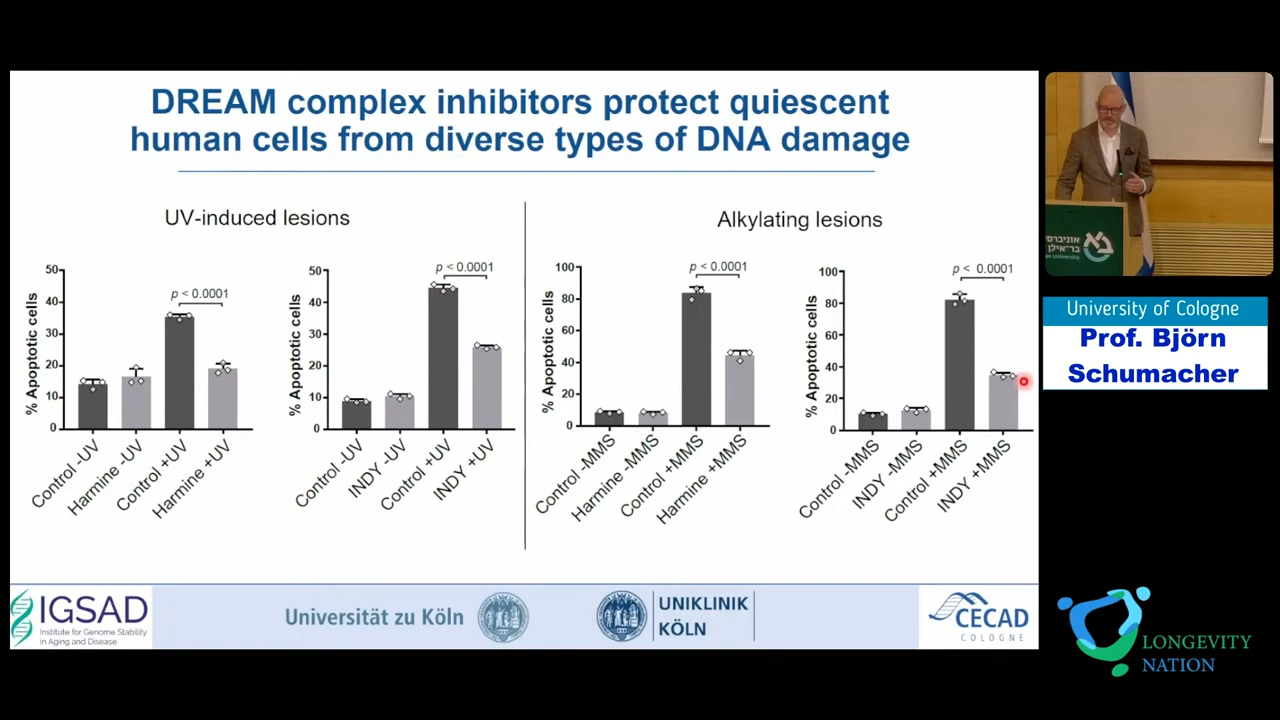 DREAM complex inhibitors protect quiescent
human cells from diverse types of DNA damage
UV-induced lesions
% Apoptotic cells
50
40
30
20
10
0
p < 0.0001
Control -UV
Harmine -UV
Control +UV
Harmine +UV
% Apoptotic cells
50
40
30
20
10
0
p < 0.0001
Control -UV
INDY -UV
Control +UV
INDY +UV
Alkylating lesions
% Apoptotic cells
100
80
60
40
20
0
p < 0.0001
Control -MMS
Harmine -MMS
Control +MMS
Harmine +MMS
% Apoptotic cells
100
80
60
40
20
0
p < 0.0001
Control -MMS
INDY -MMS
Control +MMS
INDY +MMS
IGSAD
Institute for Genome Stability
in Aging and Disease
Universität zu Köln
UNIKLINIK
KÖLN
CECAD
COLOGNE
University of Cologne
Prof. Björn
Schumacher
LONGEVITY
NATION